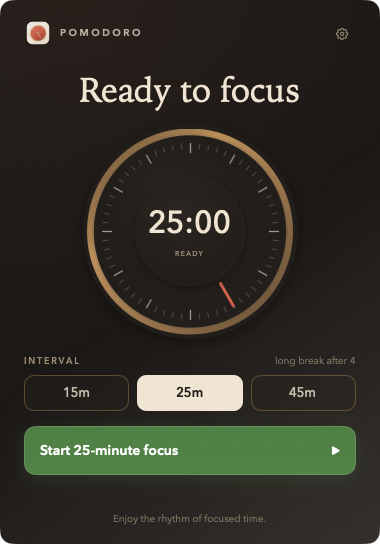 POMODORO
Ready to focus
25:00
READY
INTERVAL long break after 4
15m 25m 45m
Start 25-minute focus
Enjoy the rhythm of focused time.